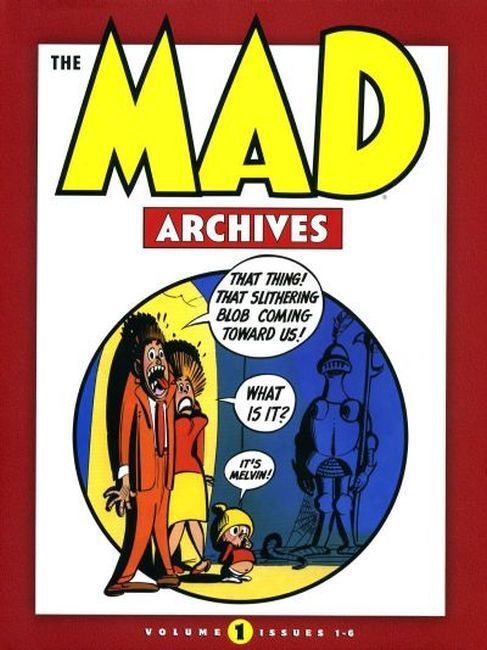 THE
MAD
ARCHIVES
THAT THING!
THAT SLITHERING
BLOB COMING
TOWARD US!
WHAT
IS IT?
IT'S
MELVIN!
VOLUME 1 ISSUES 1-6